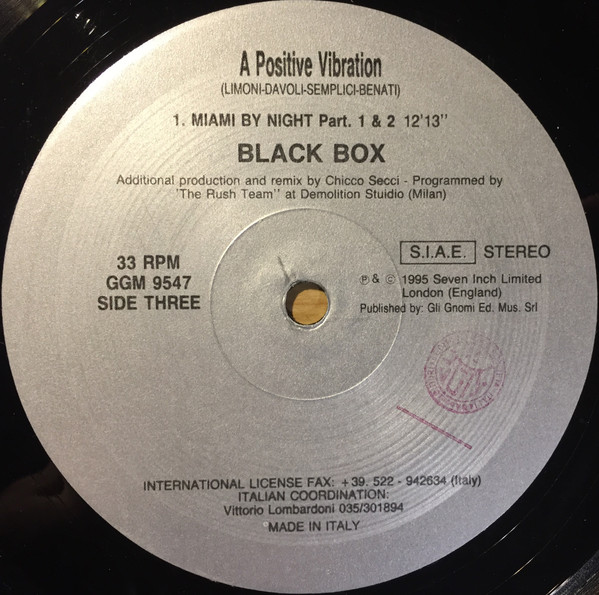 A Positive Vibration
(LIMONI-DAVOLI-SEMPLICI-BENATI)
1. MIAMI BY NIGHT Part. 1 & 2 12'13''
BLACK BOX
Additional production and remix by Chicco Secci - Programmed by
'The Rush Team'' at Demolition Stuidio (Milan)
33 RPM
GGM 9547
SIDE THREE
S.I.A.E. STEREO
℗ & © 1995 Seven Inch Limited
London (England)
Published by: Gli Gnomi Ed. Mus. Srl
INTERNATIONAL LICENSE FAX: +39. 522 - 942634 (Italy)
ITALIAN COORDINATION:
Vittorio Lombardoni 035/301894
MADE IN ITALY